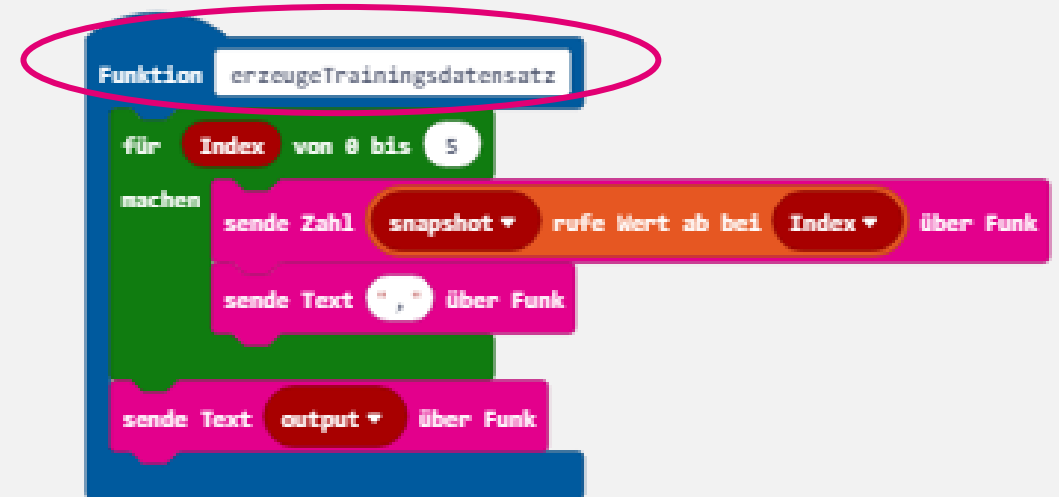 Funktion erzeugeTrainingsdatensatz
für Index von 0 bis 5
machen
sende Zahl snapshot rufe Wert ab bei Index über Funk
sende Text "," über Funk
sende Text output über Funk